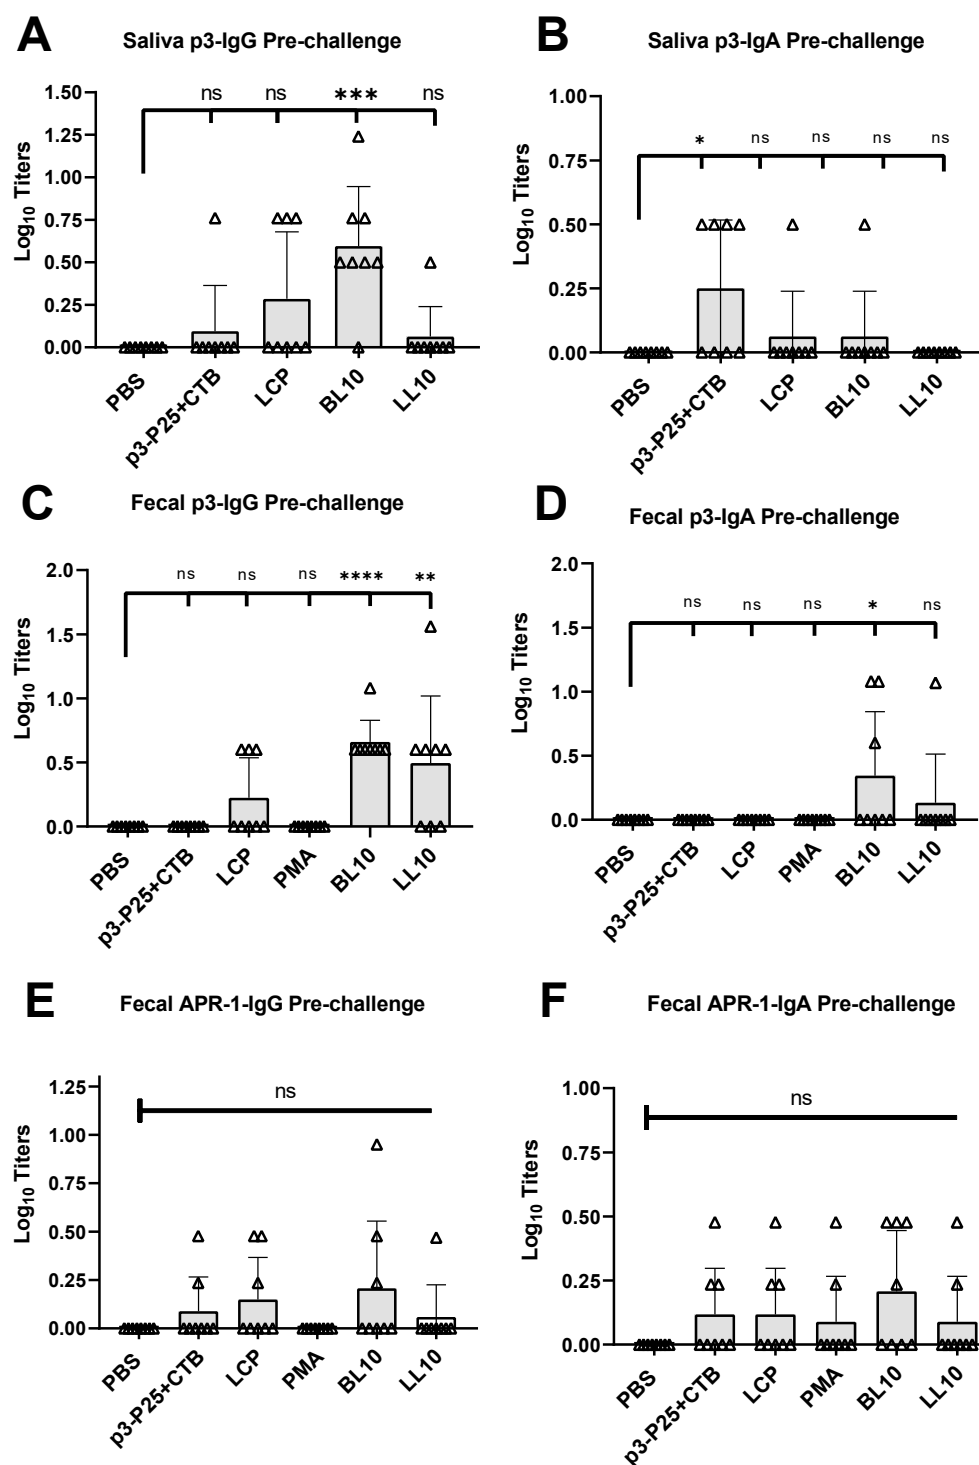 A
Saliva p3-IgG Pre-challenge
Log10 Titers
1.50
1.25
1.00
0.75
0.50
0.25
0.00
ns
ns
***
ns
PBS
p3-P25+CTB
LCP
BL10
LL10
B
Saliva p3-IgA Pre-challenge
Log10 Titers
1.00
0.75
0.50
0.25
0.00
*
ns
ns
ns
ns
PBS
p3-P25+CTB
LCP
BL10
LL10
C
Fecal p3-IgG Pre-challenge
Log10 Titers
2.0
1.5
1.0
0.5
0.0
ns
ns
ns
****
**
PBS
p3-P25+CTB
LCP
PMA
BL10
LL10
D
Fecal p3-IgA Pre-challenge
Log10 Titers
2.0
1.5
1.0
0.5
0.0
ns
ns
ns
*
ns
PBS
p3-P25+CTB
LCP
PMA
BL10
LL10
E
Fecal APR-1-IgG Pre-challenge
Log10 Titers
1.25
1.00
0.75
0.50
0.25
0.00
ns
PBS
p3-P25+CTB
LCP
PMA
BL10
LL10
F
Fecal APR-1-IgA Pre-challenge
Log10 Titers
1.00
0.75
0.50
0.25
0.00
ns
PBS
p3-P25+CTB
LCP
PMA
BL10
LL10